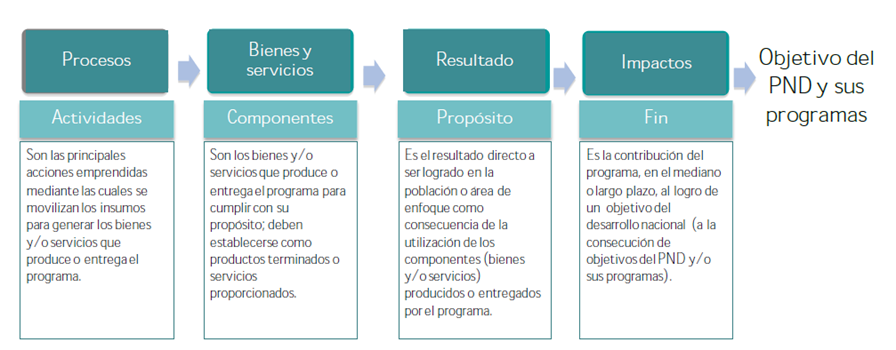 Procesos
Bienes y
servicios
Resultado
Impactos
Objetivo del
PND y sus
programas
Actividades
Componentes
Propósito
Fin
Son las principales
acciones emprendidas
mediante las cuales se
movilizan los insumos
para generar los bienes
y/o servicios que
produce o entrega el
programa.
Son los bienes y/o
servicios que produce o
entrega el programa para
cumplir con su
propósito; deben
establecerse como
productos terminados o
servicios
proporcionados.
Es el resultado directo a
ser logrado en la
población o área de
enfoque como
consecuencia de la
utilización de los
componentes (bienes
y/o servicios)
producidos o entregados
por el programa.
Es la contribución del
programa, en el mediano
o largo plazo, al logro de
un objetivo del
desarrollo nacional (a la
consecución de
objetivos del PND y/o
sus programas).